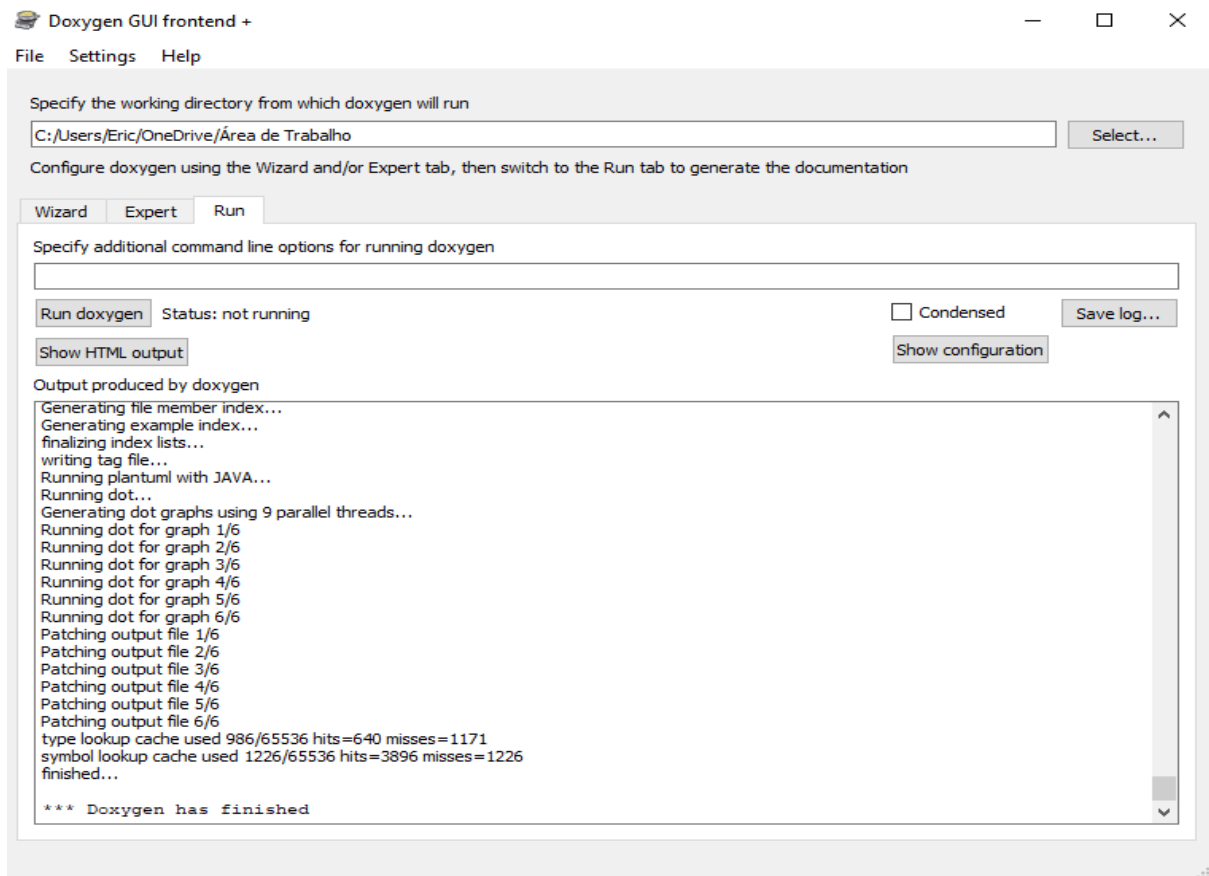 Doxygen GUI frontend +
File Settings Help
Specify the working directory from which doxygen will run
C:/Users/Eric/OneDrive/Área de Trabalho Select...
Configure doxygen using the Wizard and/or Expert tab, then switch to the Run tab to generate the documentation
Wizard Expert Run
Specify additional command line options for running doxygen
Run doxygen Status: not running Condensed Save log...
Show HTML output Show configuration
Output produced by doxygen
Generating file member index...
Generating example index...
finalizing index lists...
writing tag file...
Running plantuml with JAVA...
Running dot...
Generating dot graphs using 9 parallel threads...
Running dot for graph 1/6
Running dot for graph 2/6
Running dot for graph 3/6
Running dot for graph 4/6
Running dot for graph 5/6
Running dot for graph 6/6
Patching output file 1/6
Patching output file 2/6
Patching output file 3/6
Patching output file 4/6
Patching output file 5/6
Patching output file 6/6
type lookup cache used 986/65536 hits=640 misses=1171
symbol lookup cache used 1226/65536 hits=3896 misses=1226
finished...
*** Doxygen has finished